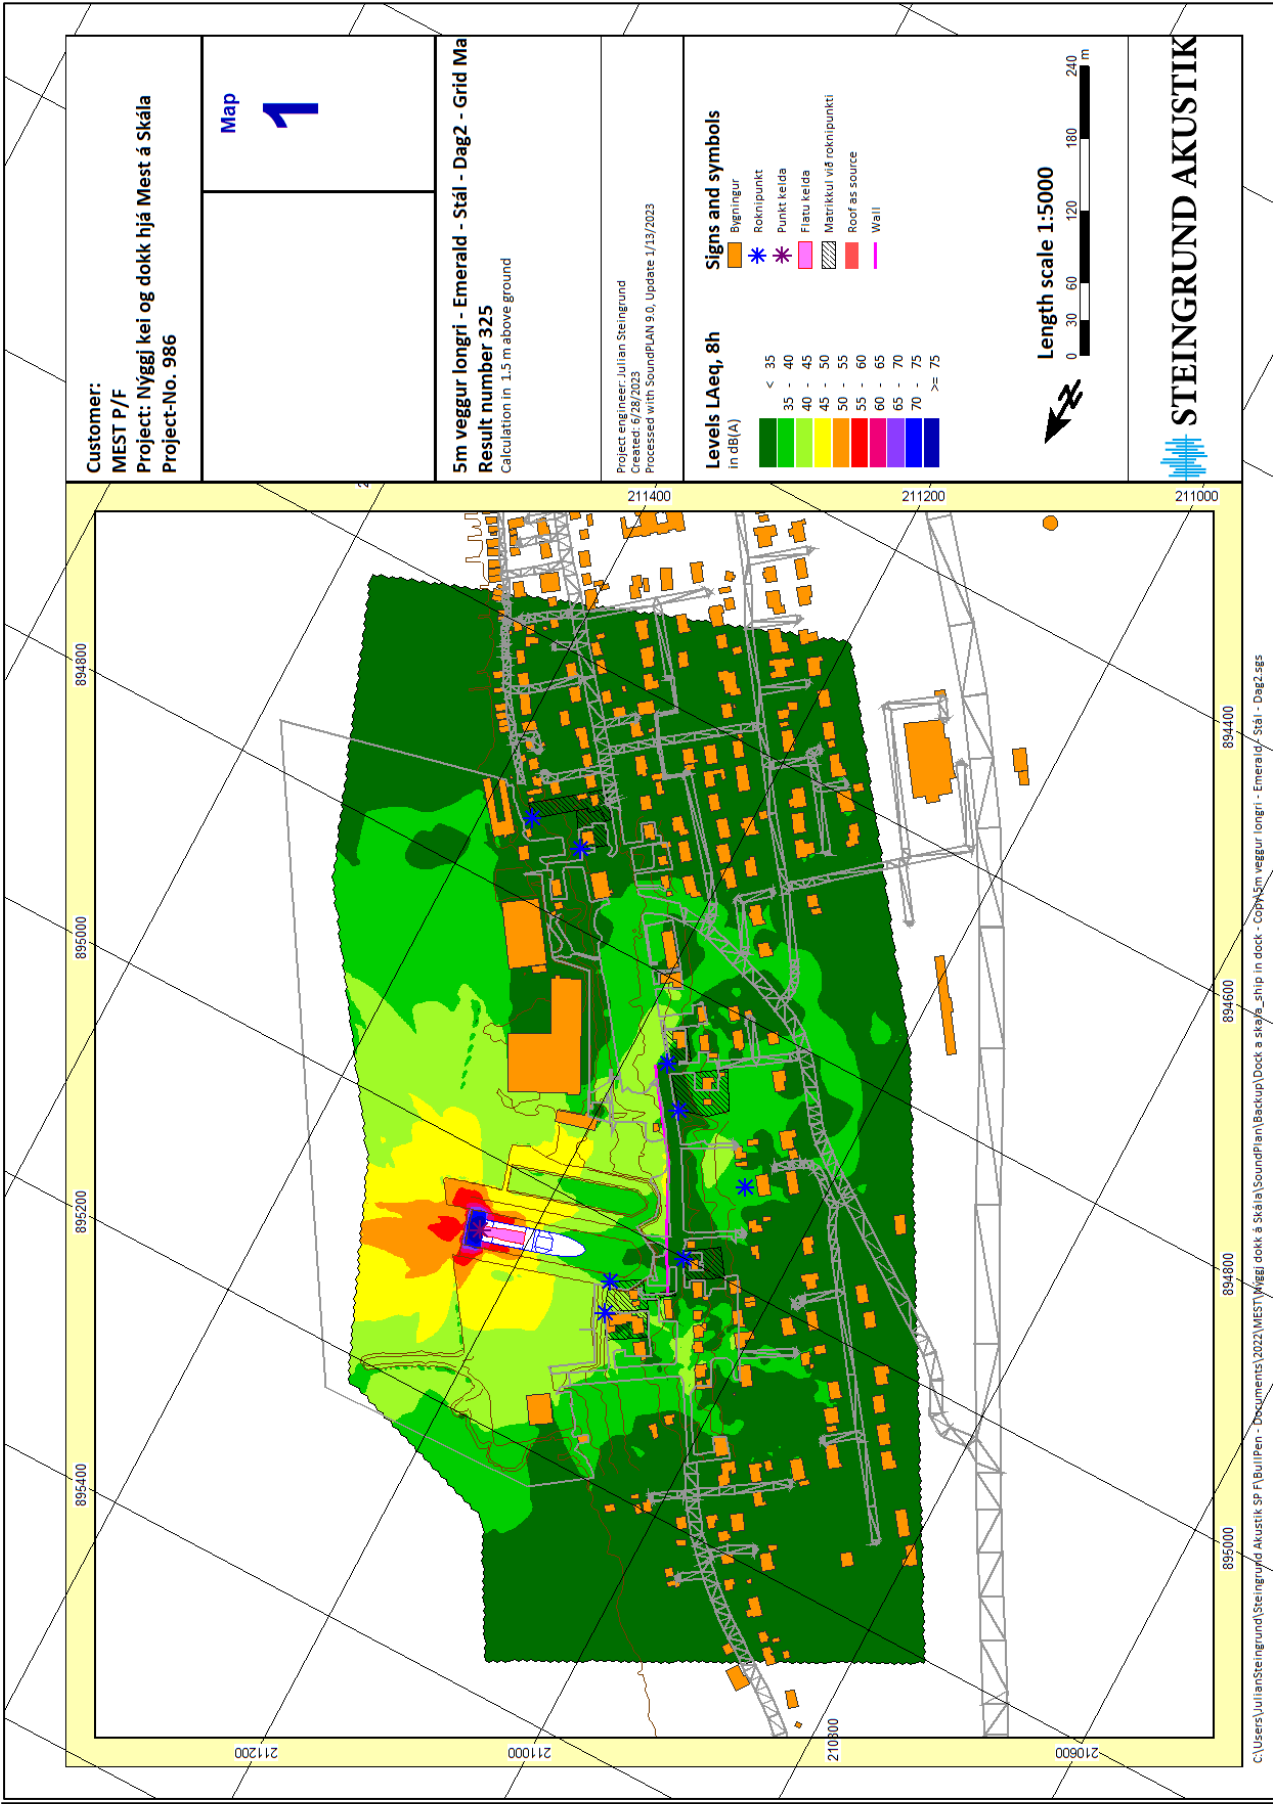 Customer:
MEST P/F
Project: Nýggj kei og dokk hjá Mest á Skála
Project-No. 986
Map
1
5m veggur longri - Emerald - Stál - Dag2 - Grid Ma
Result number 325
Calculation in 1.5 m above ground
Project engineer: Julian Steingrund
Created: 6/28/2023
Processed with SoundPLAN 9.0, Update 1/13/2023
Levels LAeq, 8h
in dB(A)
< 35
35 - 40
40 - 45
45 - 50
50 - 55
55 - 60
60 - 65
65 - 70
70 - 75
>= 75
Signs and symbols
Bygningur
Roknipunkt
Punkt kelda
Flatu kelda
Matrikkul við roknipunkti
Roof as source
Wall
Length scale 1:5000
0 30 60 120 180 240
m
STEINGRUND AKUSTIK
894800
895000
895200
895400
211400
211200
211000
894400
894600
894800
895000
211200
211000
210800
210600